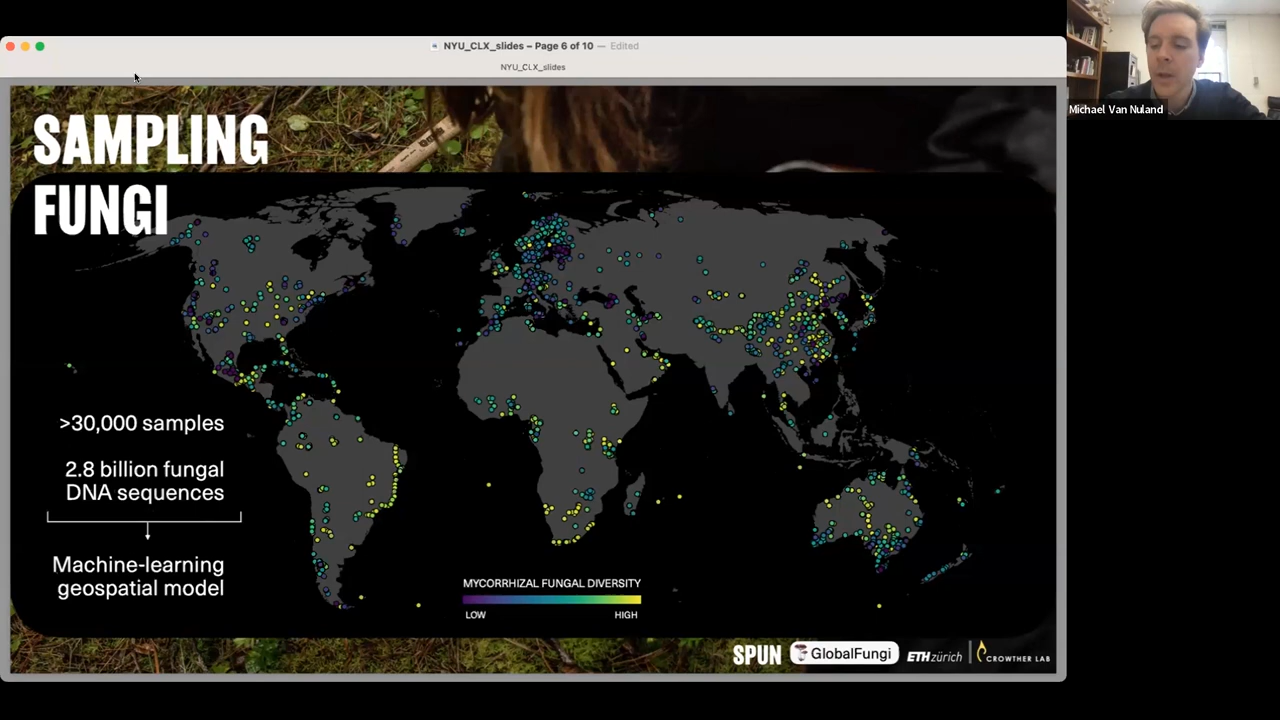 NYU_CLX_slides – Page 6 of 10 — Edited
NYU_CLX_slides
Michael Van Nuland
SAMPLING
FUNGI
>30,000 samples
2.8 billion fungal
DNA sequences
Machine-learning
geospatial model
MYCORRHIZAL FUNGAL DIVERSITY
LOW HIGH
SPUN GlobalFungi ETH zürich CROWTHER LAB